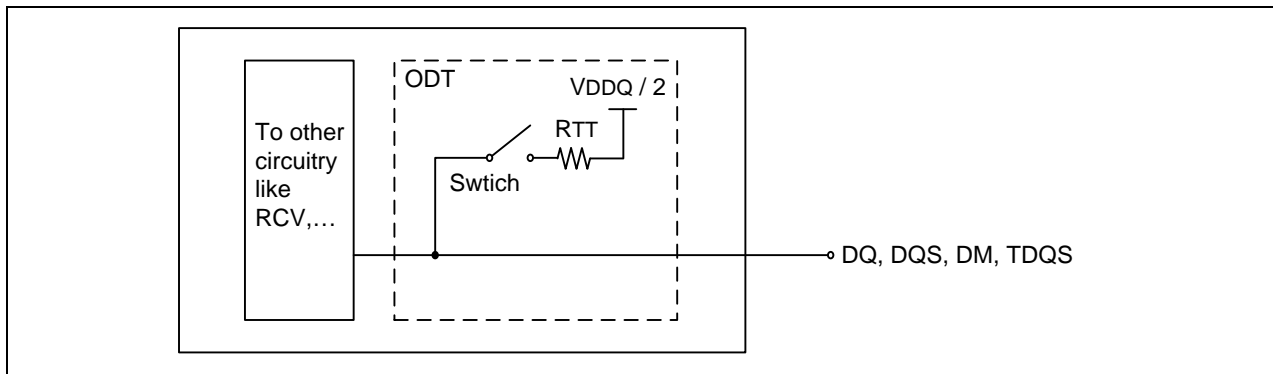 ODT
VDDQ / 2
To other
circuitry
like
RCV,...
RTT
Swtich
DQ, DQS, DM, TDQS